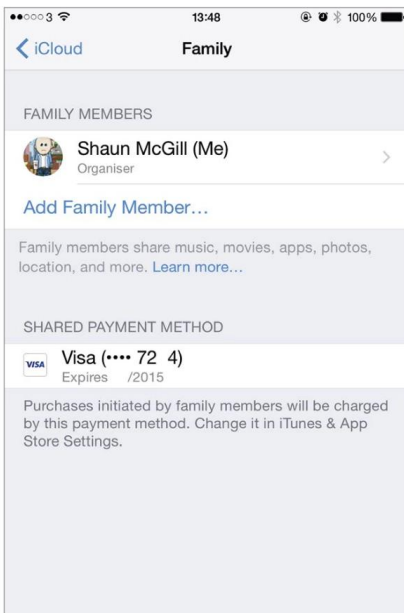 3 13:48 100%
iCloud Family
FAMILY MEMBERS
Shaun McGill (Me)
Organiser
Add Family Member...
Family members share music, movies, apps, photos,
location, and more. Learn more...
SHARED PAYMENT METHOD
VISA Visa (•••• 72 4)
Expires /2015
Purchases initiated by family members will be charged
by this payment method. Change it in iTunes & App
Store Settings.